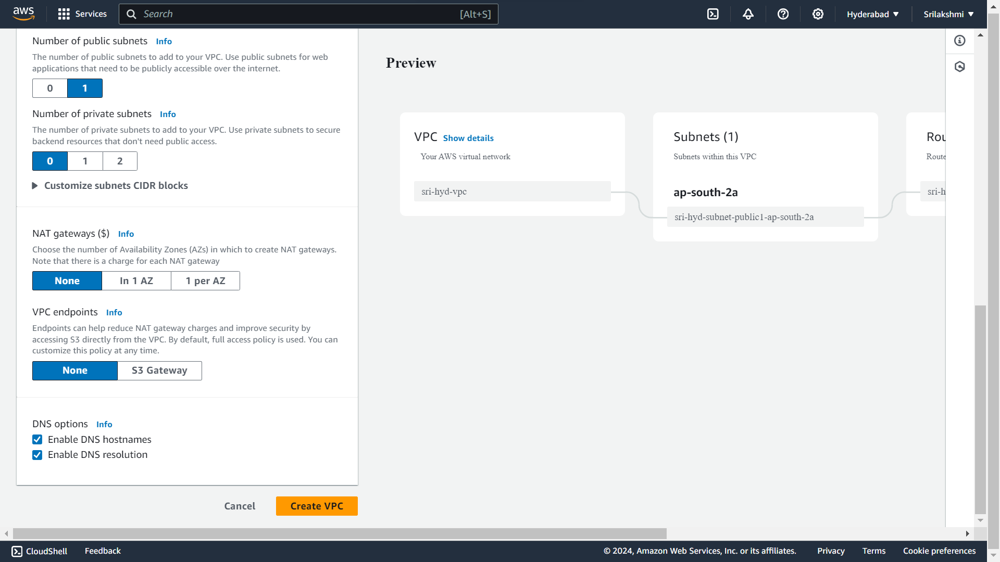 aws
Services
Search
[Alt+S]
Hyderabad
Srilakshmi
Number of public subnets Info
The number of public subnets to add to your VPC. Use public subnets for web
applications that need to be publicly accessible over the internet.
0 1
Number of private subnets Info
The number of private subnets to add to your VPC. Use private subnets to secure
backend resources that don't need public access.
0 1 2
Customize subnets CIDR blocks
NAT gateways ($) Info
Choose the number of Availability Zones (AZs) in which to create NAT gateways.
Note that there is a charge for each NAT gateway
None In 1 AZ 1 per AZ
VPC endpoints Info
Endpoints can help reduce NAT gateway charges and improve security by
accessing S3 directly from the VPC. By default, full access policy is used. You can
customize this policy at any time.
None S3 Gateway
DNS options Info
Enable DNS hostnames
Enable DNS resolution
Cancel Create VPC
Preview
VPC Show details
Your AWS virtual network
sri-hyd-vpc
Subnets (1)
Subnets within this VPC
ap-south-2a
sri-hyd-subnet-public1-ap-south-2a
Rou
Route
sri-h
CloudShell Feedback
© 2024, Amazon Web Services, Inc. or its affiliates. Privacy Terms Cookie preferences